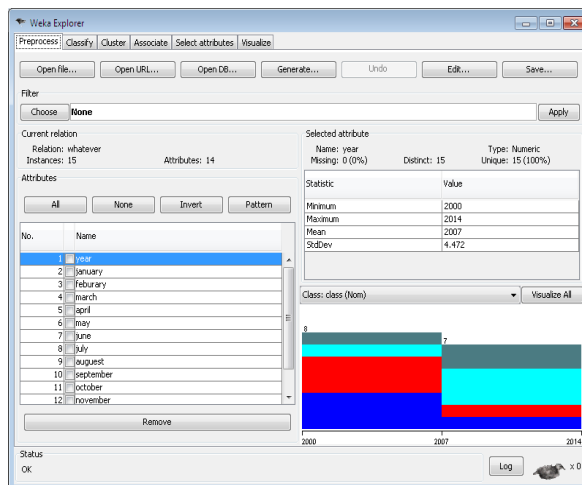 Weka Explorer
Preprocess Classify Cluster Associate Select attributes Visualize
Open file... Open URL... Open DB... Generate... Undo Edit... Save...
Filter
Choose None Apply
Current relation
Relation: whatever
Instances: 15 Attributes: 14
Attributes
All None Invert Pattern
No. Name
1 year
2 january
3 feburary
4 march
5 april
6 may
7 june
8 july
9 auguest
10 september
11 october
12 november
Remove
Selected attribute
Name: year Type: Numeric
Missing: 0 (0%) Distinct: 15 Unique: 15 (100%)
Statistic Value
Minimum 2000
Maximum 2014
Mean 2007
StdDev 4.472
Class: class (Nom) Visualize All
8
7
2000 2007 2014
Status
OK
Log x 0